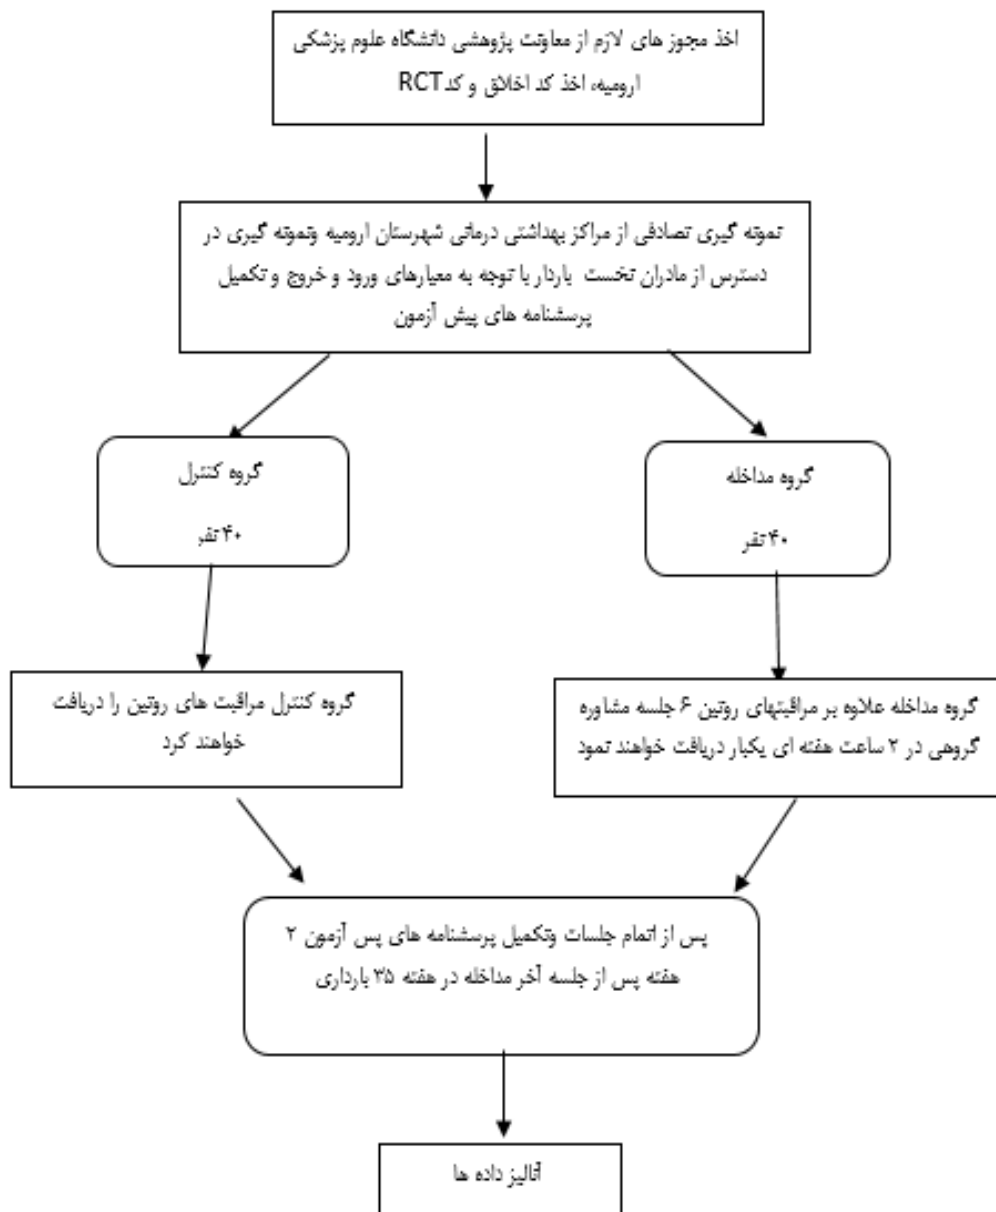 اخذ مجوز های لازم از معاونت پژوهشی دانشگاه علوم پزشکی
ارومیه، اخذ کد اخلاق و کدRCT
نمونه گیری تصادفی از مراکز بهداشتی درمانی شهرستان ارومیه ونمونه گیری در
دسترس از مادران نخست باردار با توجه به معیارهای ورود و خروج و تکمیل
پرسشنامه های پیش آزمون
گروه مداخله
۴۰نفر
گروه کنترل
۴۰نفر
گروه مداخله علاوه بر مراقبتهای روتین ۶ جلسه مشاوره
گروهی در ۲ ساعت هفته ای یکبار دریافت خواهند نمود
گروه کنترل مراقبت های روتین را دریافت
خواهند کرد
پس از اتمام جلسات وتکمیل پرسشنامه های پس آزمون ۲
هفته پس از جلسه آخر مداخله در هفته ۳۵ بارداری
آنالیز داده ها